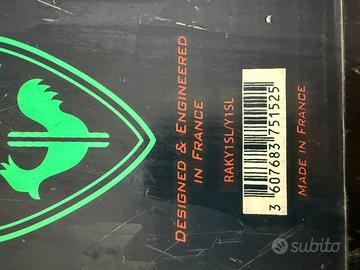 DESIGNED & ENGINEERED
IN FRANCE
RAKY1SL/Y1SL
3 607683 751525
MADE IN FRANCE
subito